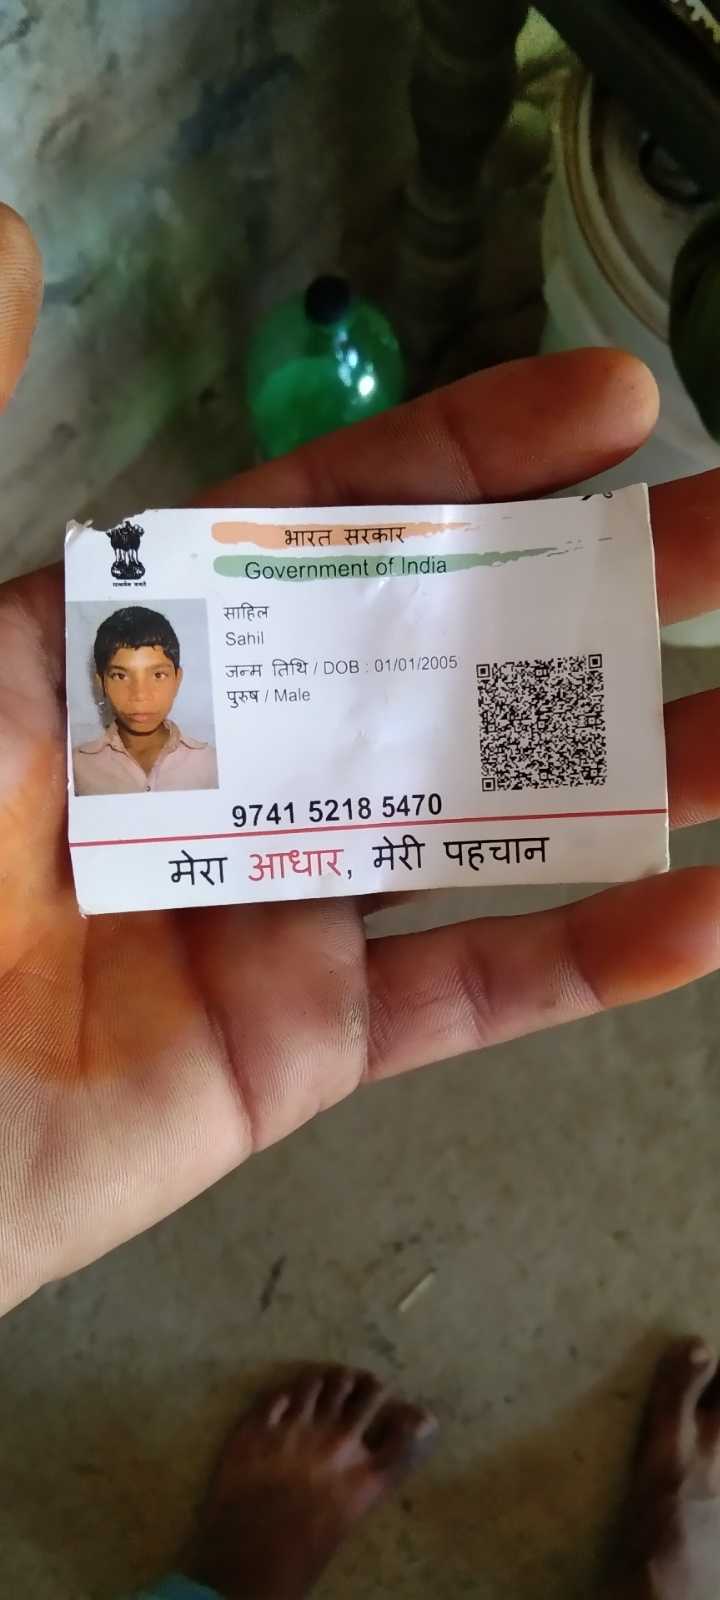 भारत सरकार
Government of India
साहिल
Sahil
जन्म तिथि / DOB : 01/01/2005
पुरुष / Male
9741 5218 5470
मेरा आधार, मेरी पहचान